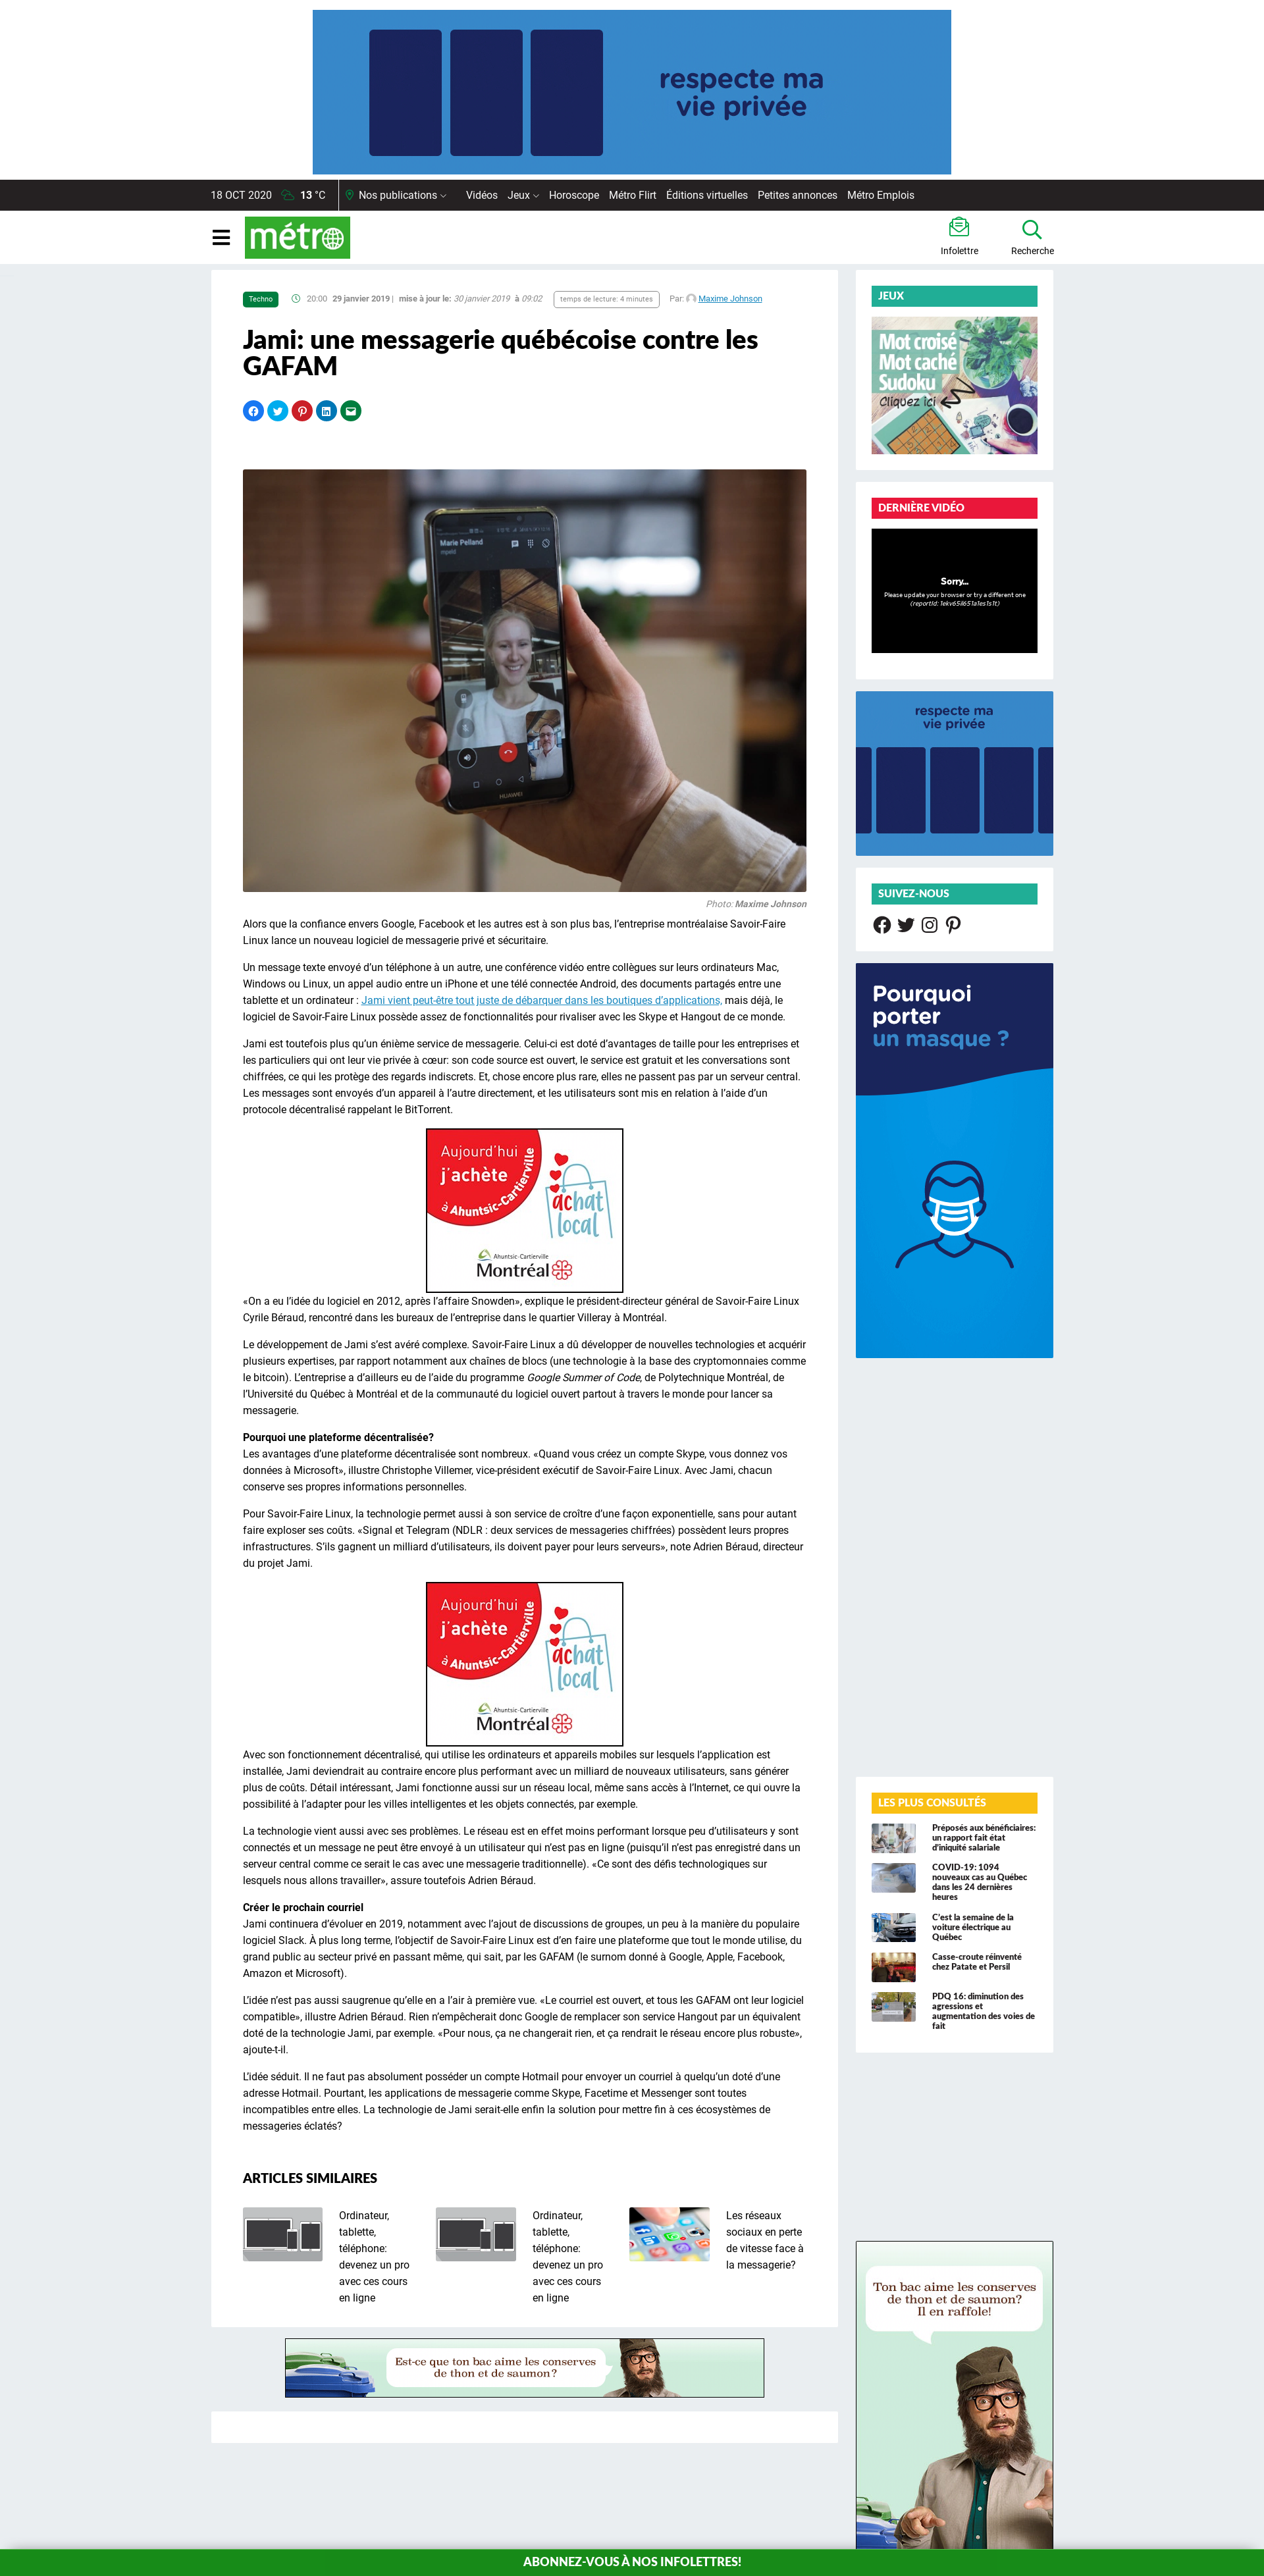 respecte ma
vie privée
18 OCT 2020 13 °C Nos publications Vidéos Jeux Horoscope Métro Flirt Éditions virtuelles Petites annonces Métro Emplois
métro
Infolettre
Recherche
Techno 20:00 29 janvier 2019 | mise à jour le: 30 janvier 2019 à 09:02 temps de lecture: 4 minutes Par: Maxime Johnson
Jami: une messagerie québécoise contre les
GAFAM
Marie Pelland
mpeld
HUAWEI
Photo: Maxime Johnson
Alors que la confiance envers Google, Facebook et les autres est à son plus bas, l’entreprise montréalaise Savoir-Faire
Linux lance un nouveau logiciel de messagerie privé et sécuritaire.
Un message texte envoyé d’un téléphone à un autre, une conférence vidéo entre collègues sur leurs ordinateurs Mac,
Windows ou Linux, un appel audio entre un iPhone et une télé connectée Android, des documents partagés entre une
tablette et un ordinateur : Jami vient peut-être tout juste de débarquer dans les boutiques d’applications, mais déjà, le
logiciel de Savoir-Faire Linux possède assez de fonctionnalités pour rivaliser avec les Skype et Hangout de ce monde.
Jami est toutefois plus qu’un énième service de messagerie. Celui-ci est doté d’avantages de taille pour les entreprises et
les particuliers qui ont leur vie privée à cœur: son code source est ouvert, le service est gratuit et les conversations sont
chiffrées, ce qui les protège des regards indiscrets. Et, chose encore plus rare, elles ne passent pas par un serveur central.
Les messages sont envoyés d’un appareil à l’autre directement, et les utilisateurs sont mis en relation à l’aide d’un
protocole décentralisé rappelant le BitTorrent.
Aujourd’hui
j’achète
à Ahuntsic-Cartierville
achat
local
Ahuntsic-Cartierville
Montréal
«On a eu l’idée du logiciel en 2012, après l’affaire Snowden», explique le président-directeur général de Savoir-Faire Linux
Cyrile Béraud, rencontré dans les bureaux de l’entreprise dans le quartier Villeray à Montréal.
Le développement de Jami s’est avéré complexe. Savoir-Faire Linux a dû développer de nouvelles technologies et acquérir
plusieurs expertises, par rapport notamment aux chaînes de blocs (une technologie à la base des cryptomonnaies comme
le bitcoin). L’entreprise a d’ailleurs eu de l’aide du programme Google Summer of Code, de Polytechnique Montréal, de
l’Université du Québec à Montréal et de la communauté du logiciel ouvert partout à travers le monde pour lancer sa
messagerie.
Pourquoi une plateforme décentralisée?
Les avantages d’une plateforme décentralisée sont nombreux. «Quand vous créez un compte Skype, vous donnez vos
données à Microsoft», illustre Christophe Villemer, vice-président exécutif de Savoir-Faire Linux. Avec Jami, chacun
conserve ses propres informations personnelles.
Pour Savoir-Faire Linux, la technologie permet aussi à son service de croître d’une façon exponentielle, sans pour autant
faire exploser ses coûts. «Signal et Telegram (NDLR : deux services de messageries chiffrées) possèdent leurs propres
infrastructures. S’ils gagnent un milliard d’utilisateurs, ils doivent payer pour leurs serveurs», note Adrien Béraud, directeur
du projet Jami.
Aujourd’hui
j’achète
à Ahuntsic-Cartierville
achat
local
Ahuntsic-Cartierville
Montréal
Avec son fonctionnement décentralisé, qui utilise les ordinateurs et appareils mobiles sur lesquels l’application est
installée, Jami deviendrait au contraire encore plus performant avec un milliard de nouveaux utilisateurs, sans générer
plus de coûts. Détail intéressant, Jami fonctionne aussi sur un réseau local, même sans accès à l’Internet, ce qui ouvre la
possibilité à l’adapter pour les villes intelligentes et les objets connectés, par exemple.
La technologie vient aussi avec ses problèmes. Le réseau est en effet moins performant lorsque peu d’utilisateurs y sont
connectés et un message ne peut être envoyé à un utilisateur qui n’est pas en ligne (puisqu’il n’est pas enregistré dans un
serveur central comme ce serait le cas avec une messagerie traditionnelle). «Ce sont des défis technologiques sur
lesquels nous allons travailler», assure toutefois Adrien Béraud.
Créer le prochain courriel
Jami continuera d’évoluer en 2019, notamment avec l’ajout de discussions de groupes, un peu à la manière du populaire
logiciel Slack. À plus long terme, l’objectif de Savoir-Faire Linux est d’en faire une plateforme que tout le monde utilise, du
grand public au secteur privé en passant même, qui sait, par les GAFAM (le surnom donné à Google, Apple, Facebook,
Amazon et Microsoft).
L’idée n’est pas aussi saugrenue qu’elle en a l’air à première vue. «Le courriel est ouvert, et tous les GAFAM ont leur logiciel
compatible», illustre Adrien Béraud. Rien n’empêcherait donc Google de remplacer son service Hangout par un équivalent
doté de la technologie Jami, par exemple. «Pour nous, ça ne changerait rien, et ça rendrait le réseau encore plus robuste»,
ajoute-t-il.
L’idée séduit. Il ne faut pas absolument posséder un compte Hotmail pour envoyer un courriel à quelqu’un doté d’une
adresse Hotmail. Pourtant, les applications de messagerie comme Skype, Facetime et Messenger sont toutes
incompatibles entre elles. La technologie de Jami serait-elle enfin la solution pour mettre fin à ces écosystèmes de
messageries éclatés?
ARTICLES SIMILAIRES
Ordinateur,
tablette,
téléphone:
devenez un pro
avec ces cours
en ligne
Ordinateur,
tablette,
téléphone:
devenez un pro
avec ces cours
en ligne
Les réseaux
sociaux en perte
de vitesse face à
la messagerie?
Est-ce que ton bac aime les conserves
de thon et de saumon?
JEUX
Mot croisé
Mot caché
Sudoku
Cliquez ici
DERNIÈRE VIDÉO
Sorry...
Please update your browser or try a different one
(reportId: 1ekv65il651a1es1s1t)
respecte ma
vie privée
SUIVEZ-NOUS
Pourquoi
porter
un masque ?
LES PLUS CONSULTÉS
Préposés aux bénéficiaires:
un rapport fait état
d’iniquité salariale
COVID-19: 1094
nouveaux cas au Québec
dans les 24 dernières
heures
C’est la semaine de la
voiture électrique au
Québec
Casse-croute réinventé
chez Patate et Persil
PDQ 16: diminution des
agressions et
augmentation des voies de
fait
Ton bac aime les conserves
de thon et de saumon?
Il en raffole!
ABONNEZ-VOUS À NOS INFOLETTRES!